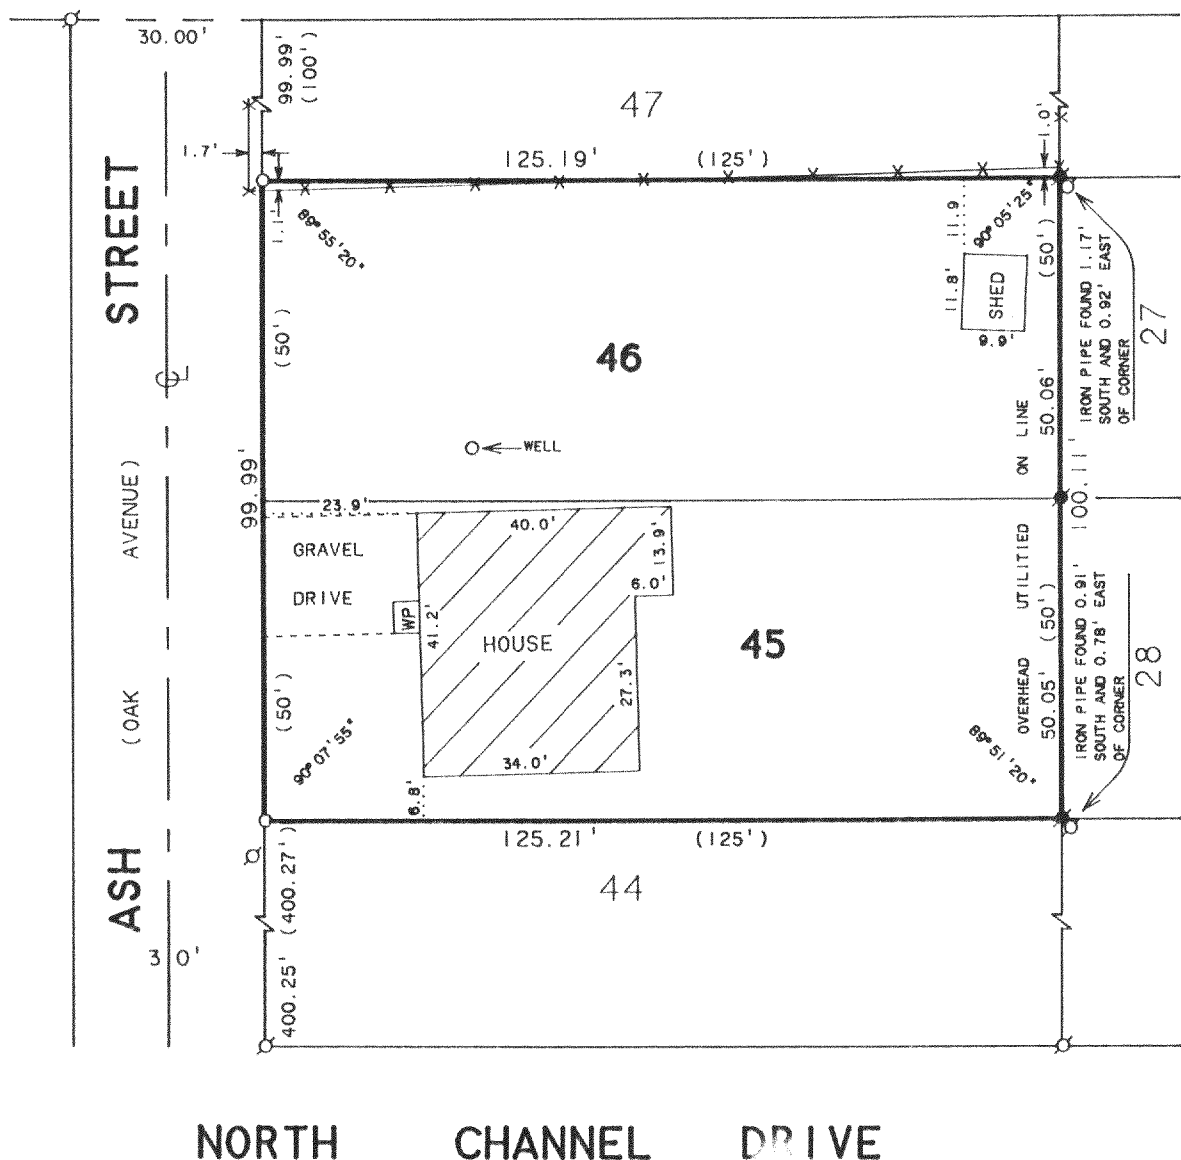 30.00'
99.99'
(100')
47
1.0'
1.7'
125.19' (125')
1.1'
89°55'20"
11.9
90°05'25"
(50')
STREET
11.8'
SHED
9.9'
IRON PIPE FOUND 1.17'
SOUTH AND 0.92' EAST
OF CORNER
27
(50')
46
50.06'
WELL
ON LINE
99.99'
100.11'
23.9'
40.0'
13.9'
6.0'
GRAVEL
DRIVE
AVENUE)
WP
41.2'
HOUSE
45
UTILITIED
(50')
27.3'
OVERHEAD
50.05'
IRON PIPE FOUND 0.91'
SOUTH AND 0.78' EAST
OF CORNER
28
(OAK
(50')
90°07'55"
89°51'20"
34.0'
6.8'
125.21' (125')
ASH
(400.27')
44
30'
400.25'
NORTH CHANNEL DRIVE